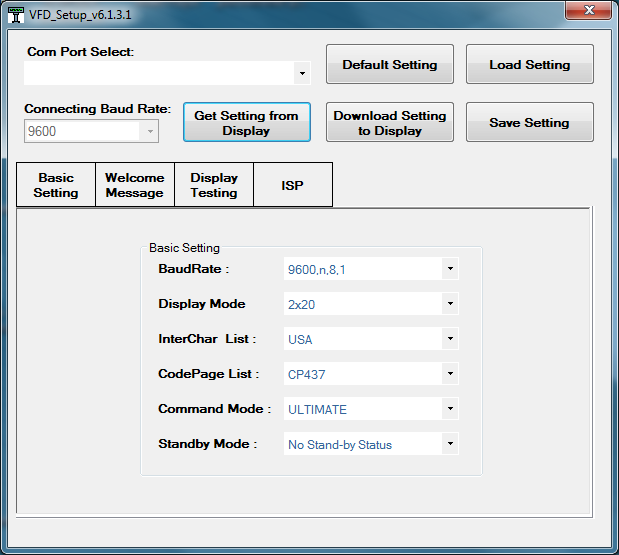 VFD_Setup_v6.1.3.1
Com Port Select:
Default Setting
Load Setting
Connecting Baud Rate:
9600
Get Setting from
Display
Download Setting
to Display
Save Setting
Basic
Setting
Welcome
Message
Display
Testing
ISP
Basic Setting
BaudRate :
9600,n,8,1
Display Mode
2x20
InterChar List :
USA
CodePage List :
CP437
Command Mode :
ULTIMATE
Standby Mode :
No Stand-by Status